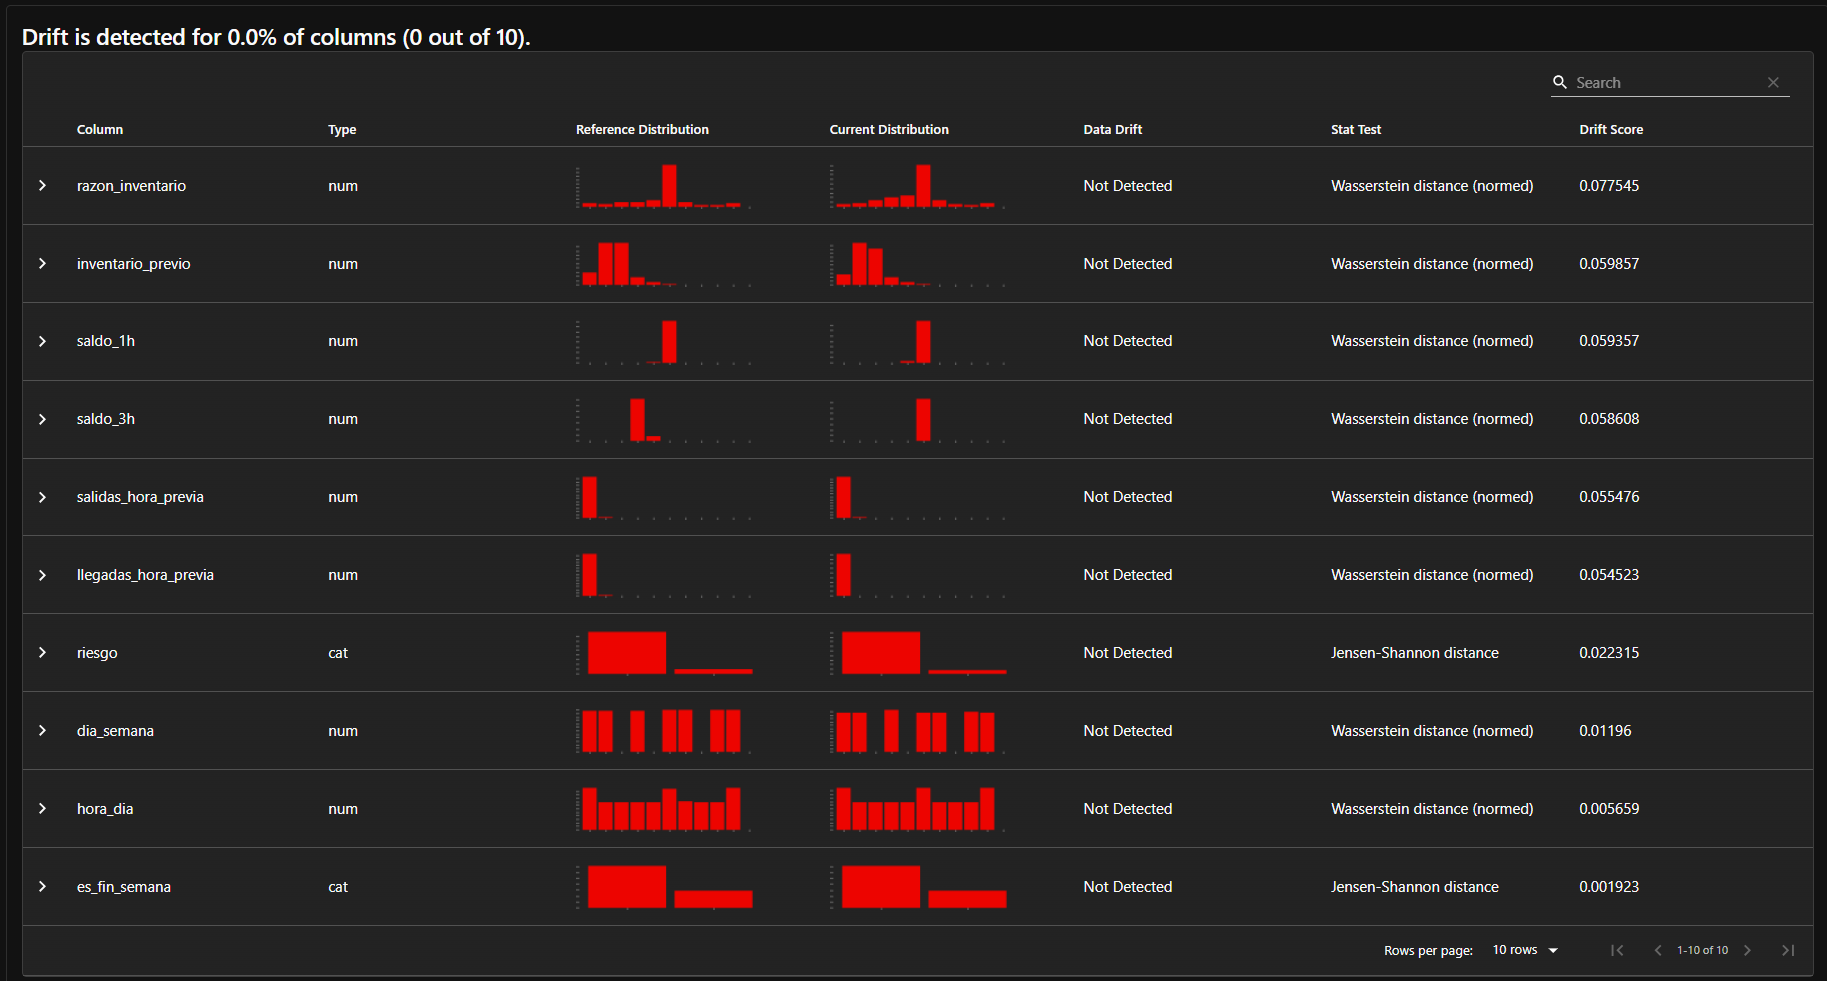 Drift is detected for 0.0% of columns (0 out of 10).
Search
Column Type Reference Distribution Current Distribution Data Drift Stat Test Drift Score
razon_inventario num Not Detected Wasserstein distance (normed) 0.077545
inventario_previo num Not Detected Wasserstein distance (normed) 0.059857
saldo_1h num Not Detected Wasserstein distance (normed) 0.059357
saldo_3h num Not Detected Wasserstein distance (normed) 0.058608
salidas_hora_previa num Not Detected Wasserstein distance (normed) 0.055476
llegadas_hora_previa num Not Detected Wasserstein distance (normed) 0.054523
riesgo cat Not Detected Jensen-Shannon distance 0.022315
dia_semana num Not Detected Wasserstein distance (normed) 0.01196
hora_dia num Not Detected Wasserstein distance (normed) 0.005659
es_fin_semana cat Not Detected Jensen-Shannon distance 0.001923
Rows per page: 10 rows 1-10 of 10